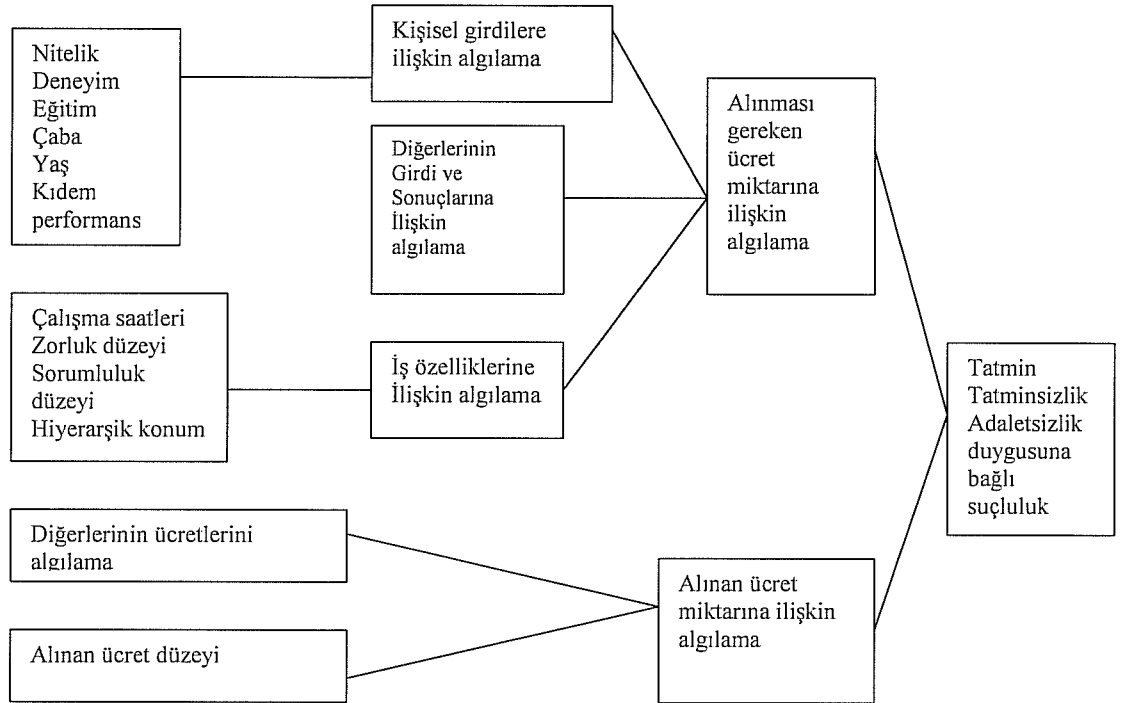 Nitelik
Deneyim
Eğitim
Çaba
Yaş
Kıdem
performans
Kişisel girdilere
ilişkin algılama
Diğerlerinin
Girdi ve
Sonuçlarına
İlişkin
algılama
Alınması
gereken
ücret
miktarına
ilişkin
algılama
Çalışma saatleri
Zorluk düzeyi
Sorumluluk
düzeyi
Hiyerarşik konum
İş özelliklerine
İlişkin algılama
Tatmin
Tatminsizlik
Adaletsizlik
duygusuna
bağlı
suçluluk
Diğerlerinin ücretlerini
algılama
Alınan ücret düzeyi
Alınan ücret
miktarına ilişkin
algılama